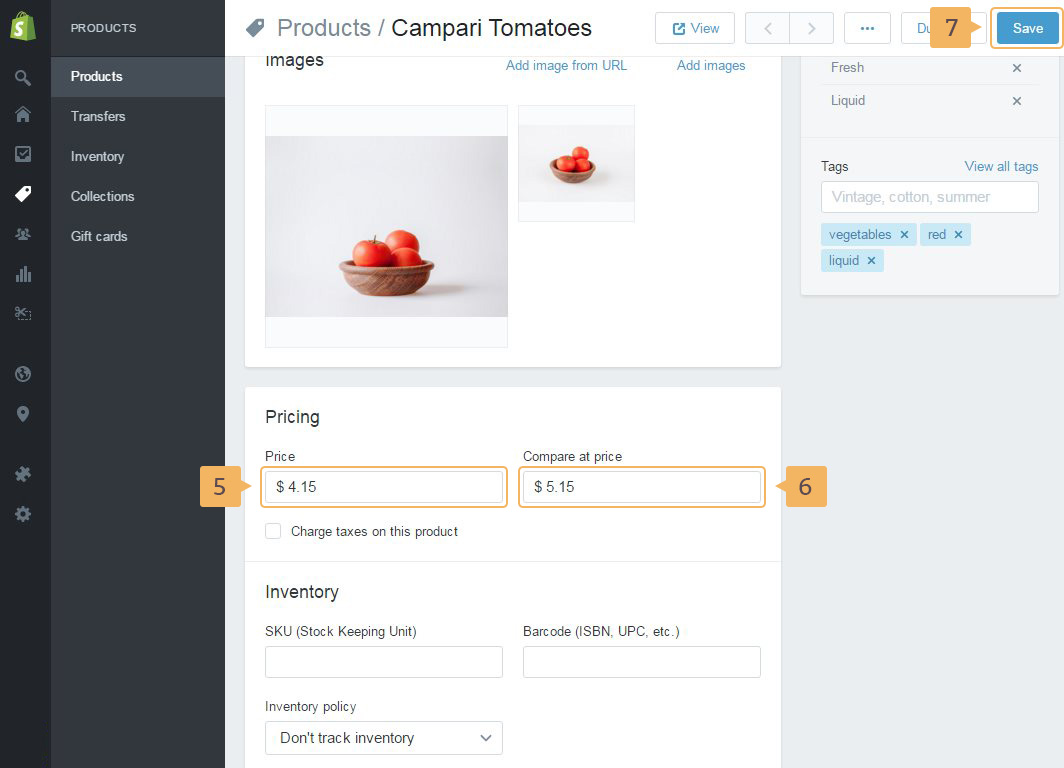 PRODUCTS
Products
Transfers
Inventory
Collections
Gift cards
Products / Campari Tomatoes
View
...
Du
7
Save
Images
Add image from URL
Add images
Fresh ×
Liquid ×
Tags
View all tags
Vintage, cotton, summer
vegetables ×
red ×
liquid ×
Pricing
Price
Compare at price
5
$ 4.15
$ 5.15
6
Charge taxes on this product
Inventory
SKU (Stock Keeping Unit)
Barcode (ISBN, UPC, etc.)
Inventory policy
Don't track inventory